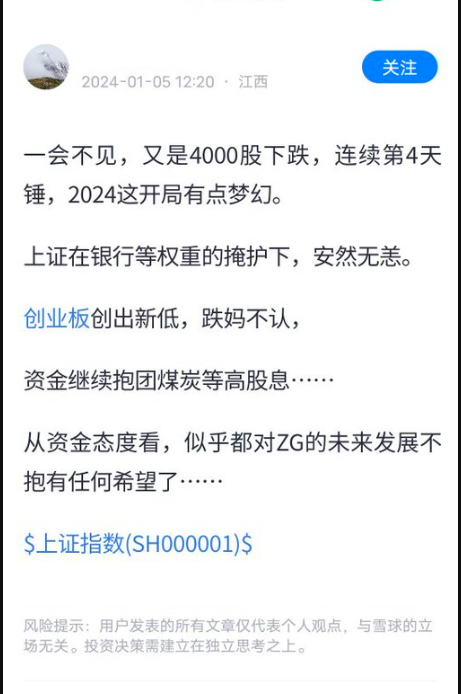 2024-01-05 12:20 · 江西
关注
一会不见，又是4000股下跌，连续第4天
锤，2024这开局有点梦幻。
上证在银行等权重的掩护下，安然无恙。
创业板创出新低，跌妈不认，
资金继续抱团煤炭等高股息……
从资金态度看，似乎都对ZG的未来发展不
抱有任何希望了……
$上证指数(SH000001)$
风险提示：用户发表的所有文章仅代表个人观点，与雪球的立
场无关。投资决策需建立在独立思考之上。